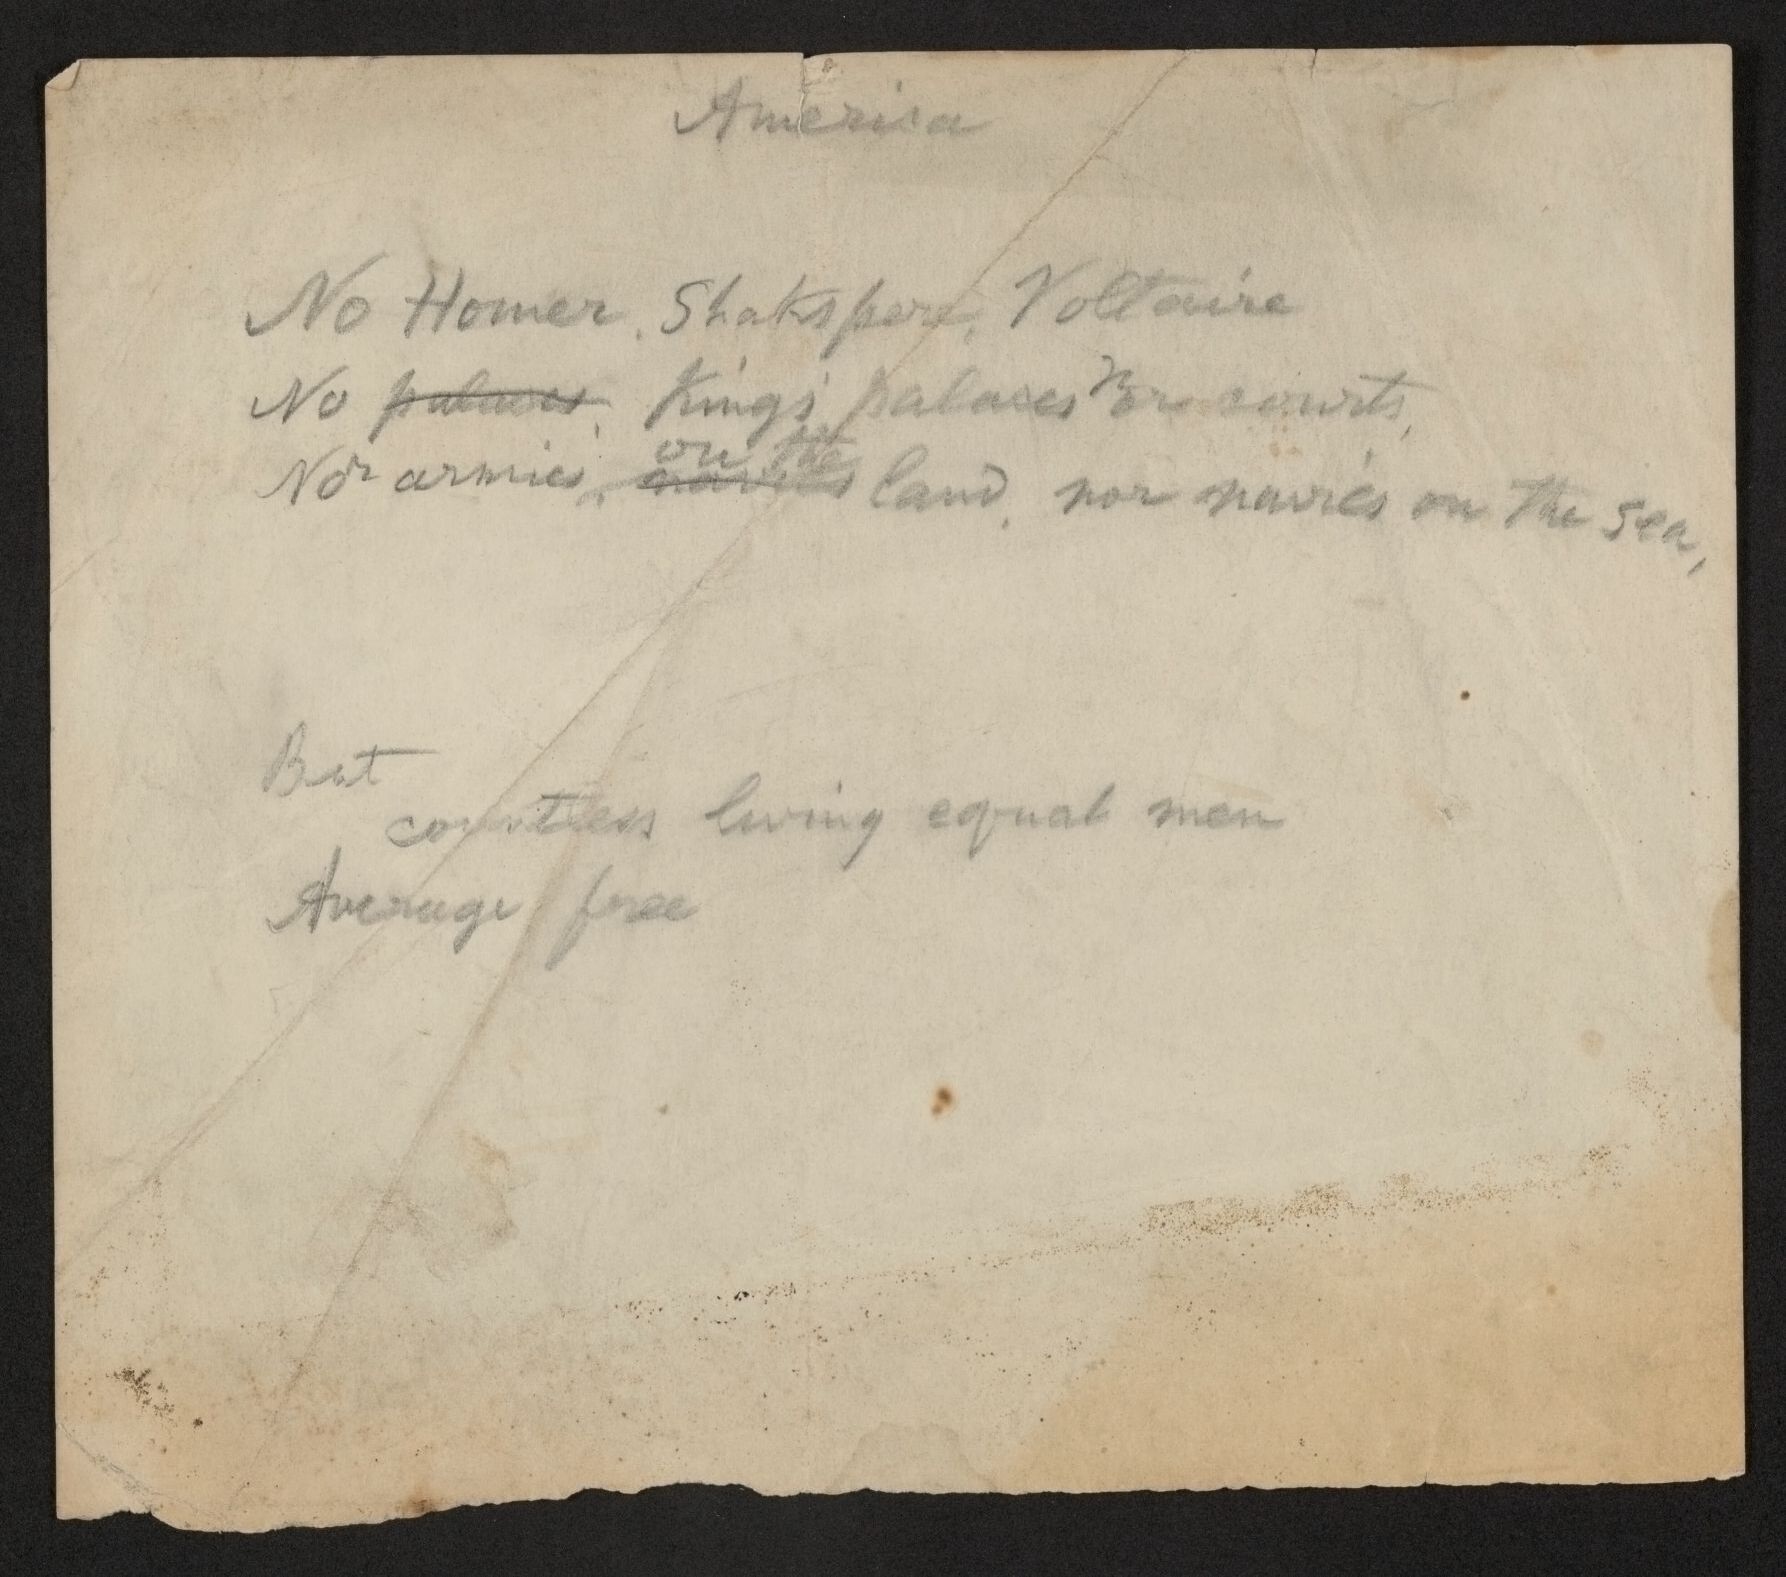 America
No Homer, Shakspere, Voltaire
No palaces, Kings' palaces or courts,
on the
Nor armies, navies land, nor navies on the sea,
But
countless living equal men
Average free